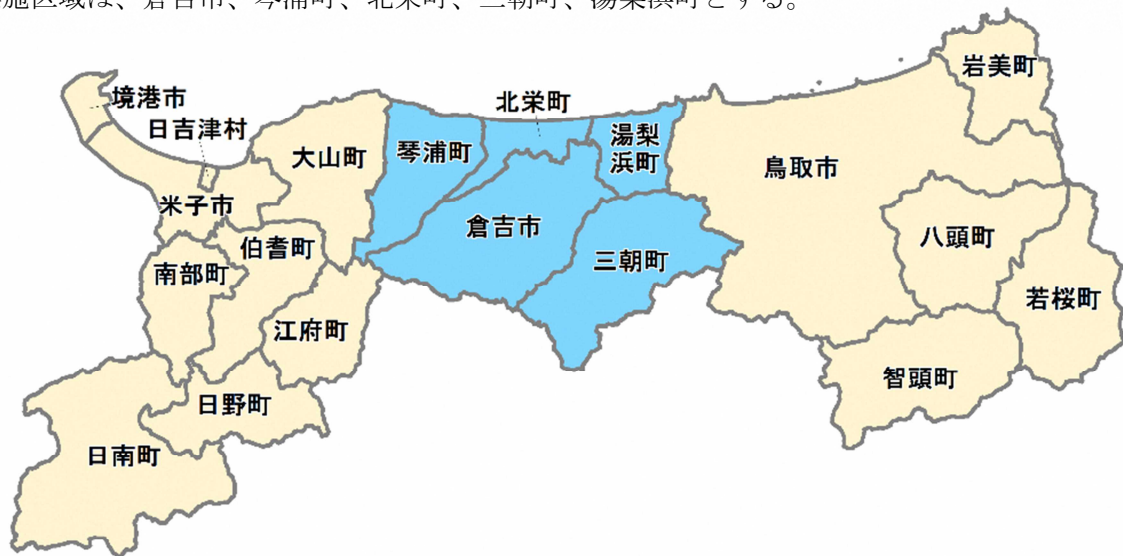 施区域は、倉吉市、琴浦町、北栄町、三朝町、湯梨浜町とする。
岩美町
境港市
北栄町
日吉津村
湯梨
浜町
大山町
琴浦町
鳥取市
米子市
倉吉市
八頭町
伯耆町
南部町
三朝町
若桜町
江府町
智頭町
日野町
日南町